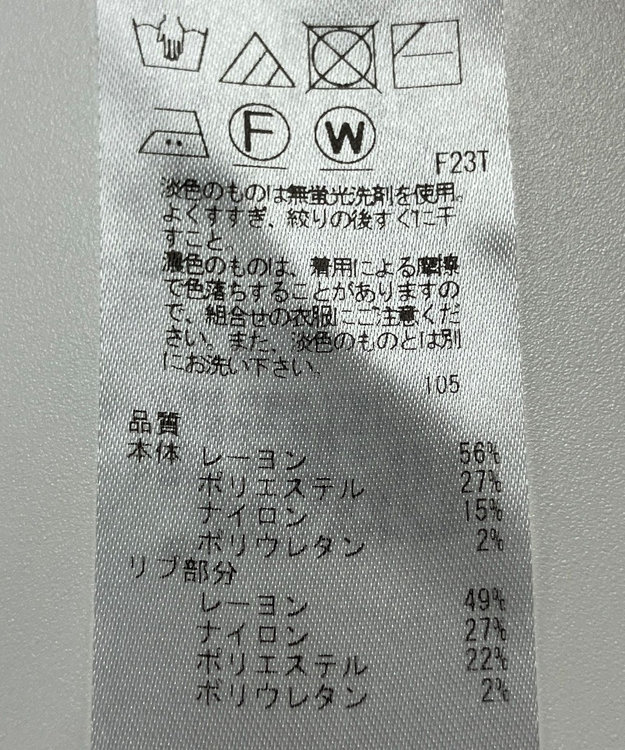 F W
F23T
淡色のものは無蛍光洗剤を使用。
よくすすぎ、絞りの後すぐに干
すこと。
濃色のものは、着用による摩擦
で色落ちすることがありますの
で、組合せの衣服にご注意くだ
さい。また、淡色のものとは別
にお洗い下さい。
105
品質
本体 レーヨン 56%
ポリエステル 27%
ナイロン 15%
ポリウレタン 2%
リブ部分
レーヨン 49%
ナイロン 27%
ポリエステル 22%
ポリウレタン 2%